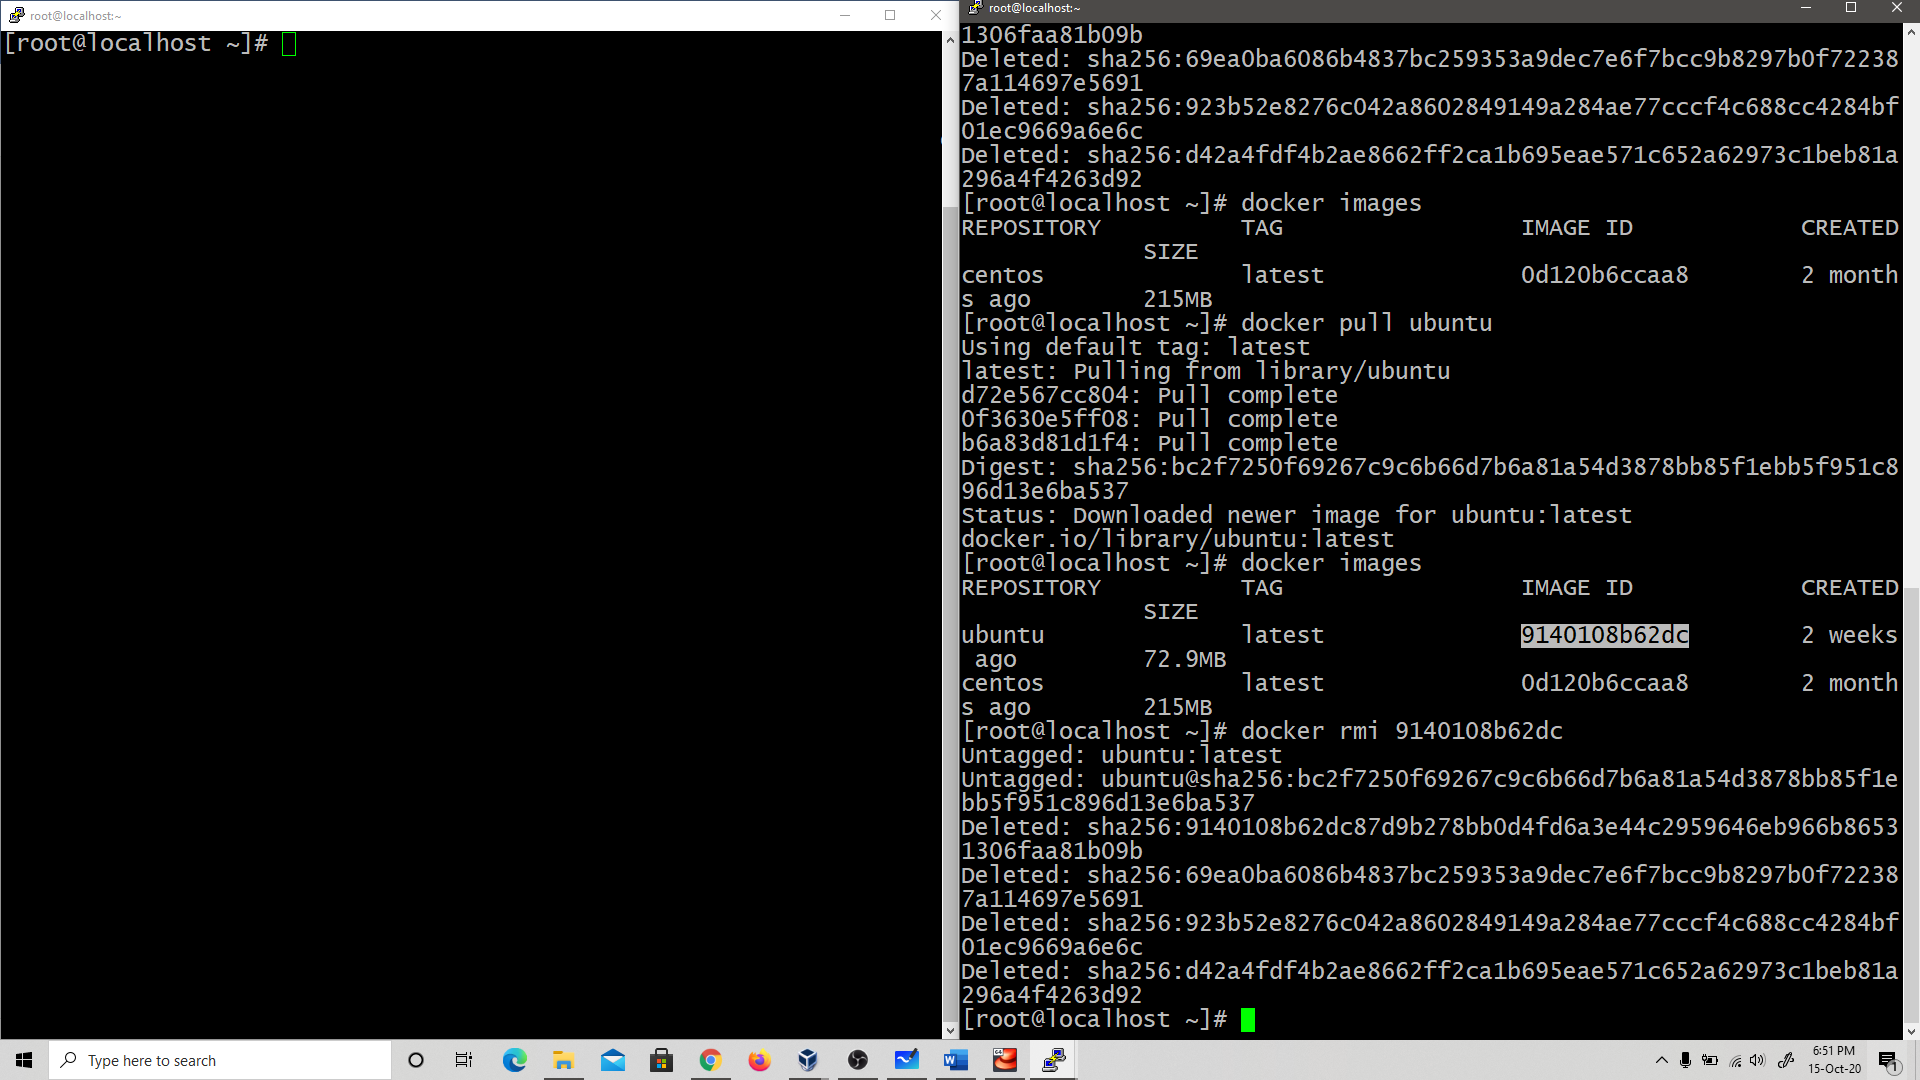 root@localhost:~
[root@localhost ~]#
root@localhost:~
1306faa81b09b
Deleted: sha256:69ea0ba6086b4837bc259353a9dec7e6f7bcc9b8297b0f72238
7a114697e5691
Deleted: sha256:923b52e8276c042a8602849149a284ae77cccf4c688cc4284bf
01ec9669a6e6c
Deleted: sha256:d42a4fdf4b2ae8662ff2ca1b695eae571c652a62973c1beb81a
296a4f4263d92
[root@localhost ~]# docker images
REPOSITORY TAG IMAGE ID CREATED
SIZE
centos latest 0d120b6ccaa8 2 month
s ago 215MB
[root@localhost ~]# docker pull ubuntu
Using default tag: latest
latest: Pulling from library/ubuntu
d72e567cc804: Pull complete
0f3630e5ff08: Pull complete
b6a83d81d1f4: Pull complete
Digest: sha256:bc2f7250f69267c9c6b66d7b6a81a54d3878bb85f1ebb5f951c8
96d13e6ba537
Status: Downloaded newer image for ubuntu:latest
docker.io/library/ubuntu:latest
[root@localhost ~]# docker images
REPOSITORY TAG IMAGE ID CREATED
SIZE
ubuntu latest 9140108b62dc 2 weeks
ago 72.9MB
centos latest 0d120b6ccaa8 2 month
s ago 215MB
[root@localhost ~]# docker rmi 9140108b62dc
Untagged: ubuntu:latest
Untagged: ubuntu@sha256:bc2f7250f69267c9c6b66d7b6a81a54d3878bb85f1e
bb5f951c896d13e6ba537
Deleted: sha256:9140108b62dc87d9b278bb0d4fd6a3e44c2959646eb966b8653
1306faa81b09b
Deleted: sha256:69ea0ba6086b4837bc259353a9dec7e6f7bcc9b8297b0f72238
7a114697e5691
Deleted: sha256:923b52e8276c042a8602849149a284ae77cccf4c688cc4284bf
01ec9669a6e6c
Deleted: sha256:d42a4fdf4b2ae8662ff2ca1b695eae571c652a62973c1beb81a
296a4f4263d92
[root@localhost ~]#
Type here to search
6:51 PM
15-Oct-20
1